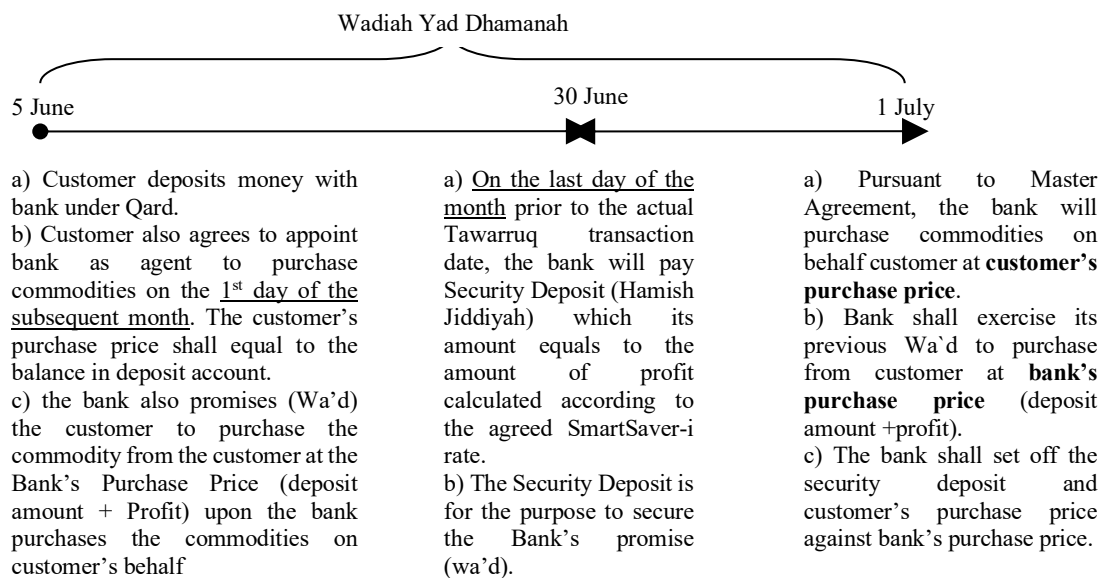 Wadiah Yad Dhamanah
5 June
30 June
1 July
a) Customer deposits money with
bank under Qard.
b) Customer also agrees to appoint
bank as agent to purchase
commodities on the 1st day of the
subsequent month. The customer's
purchase price shall equal to the
balance in deposit account.
c) the bank also promises (Wa'd)
the customer to purchase the
commodity from the customer at the
Bank's Purchase Price (deposit
amount + Profit) upon the bank
purchases the commodities on
customer's behalf
a) On the last day of the
month prior to the actual
Tawarruq transaction
date, the bank will pay
Security Deposit (Hamish
Jiddiyah) which its
amount equals to the
amount of profit
calculated according to
the agreed SmartSaver-i
rate.
b) The Security Deposit is
for the purpose to secure
the Bank's promise
(wa'd).
a) Pursuant to Master
Agreement, the bank will
purchase commodities on
behalf customer at customer's
purchase price.
b) Bank shall exercise its
previous Wa`d to purchase
from customer at bank's
purchase price (deposit
amount +profit).
c) The bank shall set off the
security deposit and
customer's purchase price
against bank's purchase price.